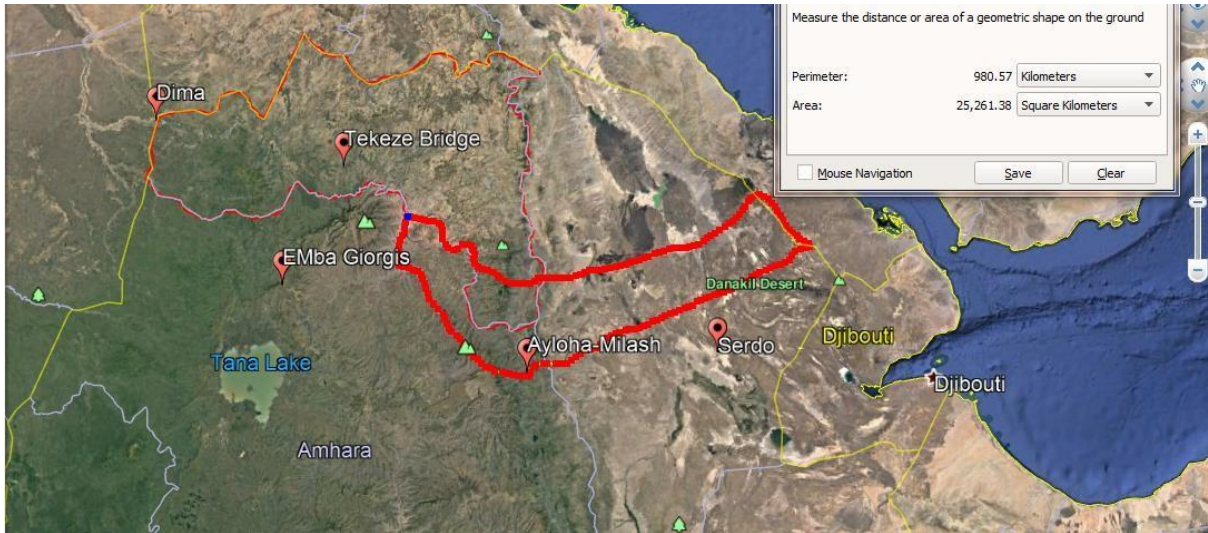 Measure the distance or area of a geometric shape on the ground
Perimeter: 980.57 Kilometers
Area: 25,261.38 Square Kilometers
Mouse Navigation Save Clear
Dima
Tekeze Bridge
EMba Giorgis
Danakil Desert
Ayloha-Milash
Serdo
Djibouti
Tana Lake
Djibouti
Amhara